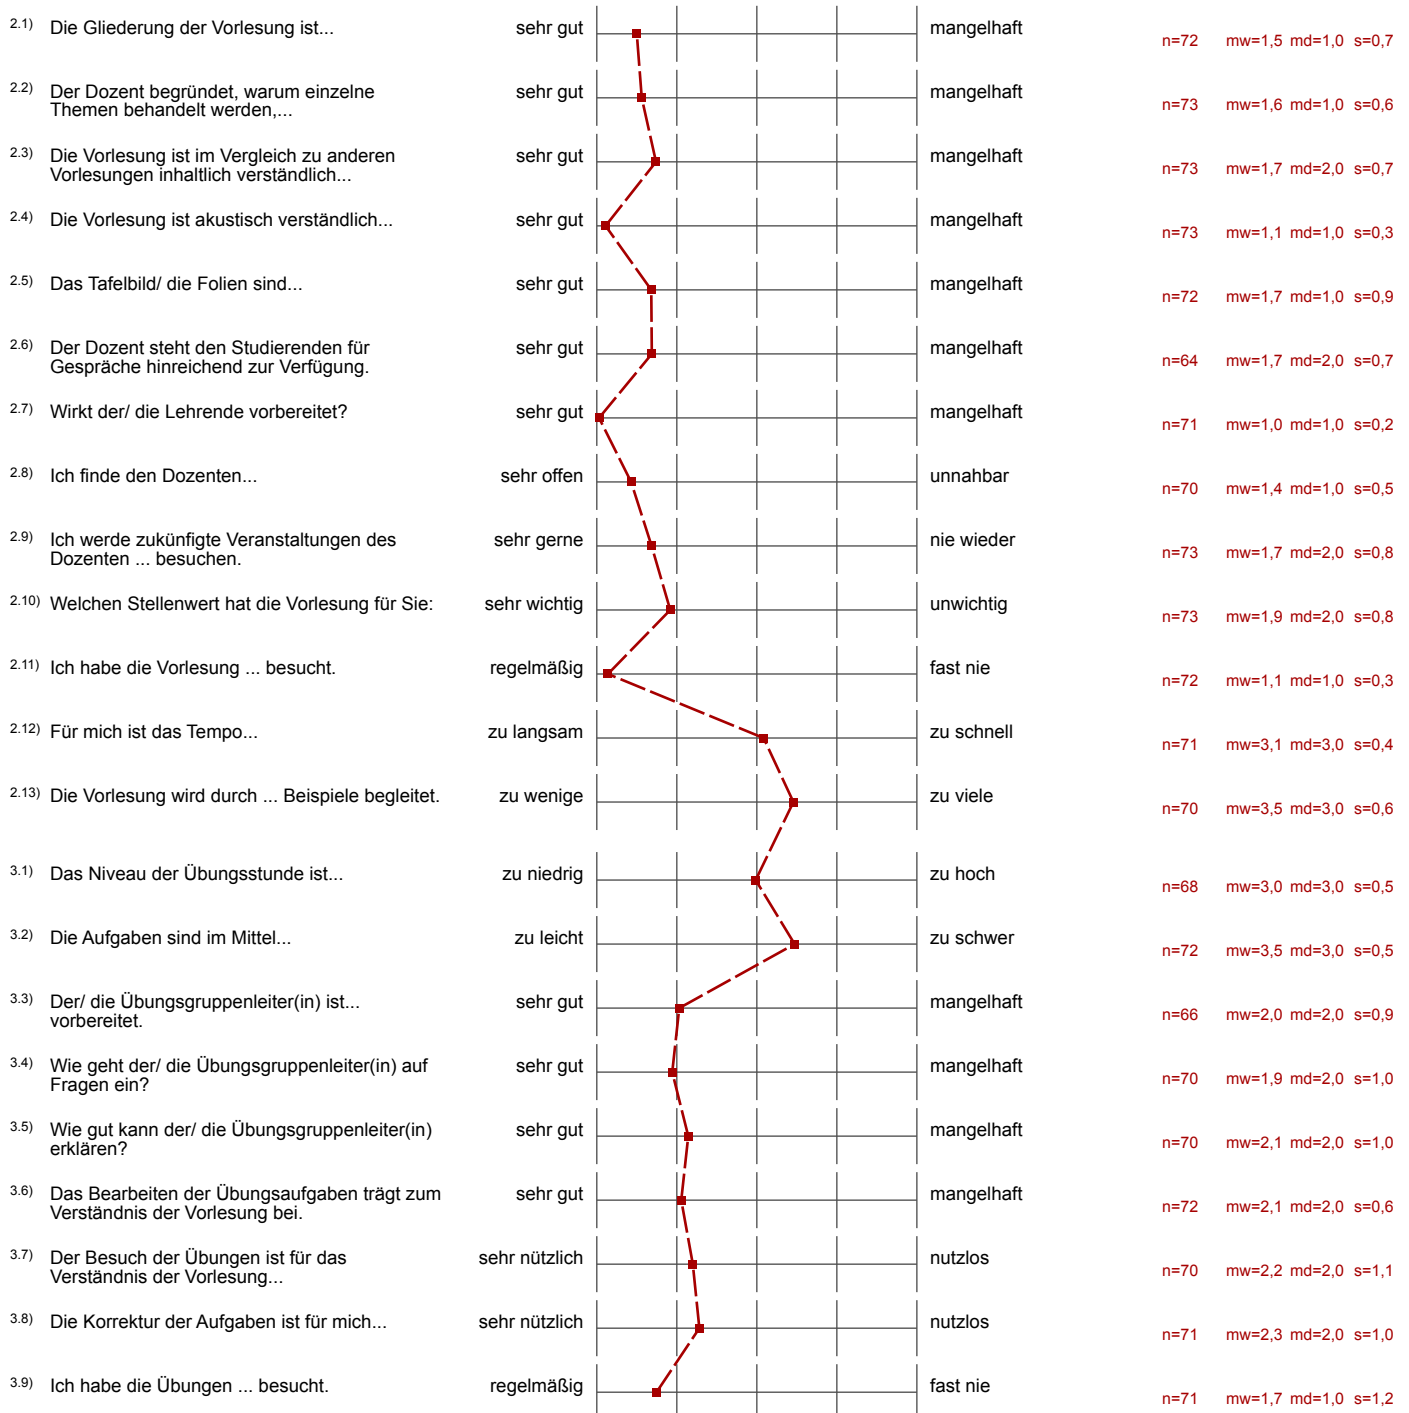 2.1) Die Gliederung der Vorlesung ist... sehr gut mangelhaft n=72 mw=1,5 md=1,0 s=0,7
2.2) Der Dozent begründet, warum einzelne
Themen behandelt werden,... sehr gut mangelhaft n=73 mw=1,6 md=1,0 s=0,6
2.3) Die Vorlesung ist im Vergleich zu anderen
Vorlesungen inhaltlich verständlich... sehr gut mangelhaft n=73 mw=1,7 md=2,0 s=0,7
2.4) Die Vorlesung ist akustisch verständlich... sehr gut mangelhaft n=73 mw=1,1 md=1,0 s=0,3
2.5) Das Tafelbild/ die Folien sind... sehr gut mangelhaft n=72 mw=1,7 md=1,0 s=0,9
2.6) Der Dozent steht den Studierenden für
Gespräche hinreichend zur Verfügung. sehr gut mangelhaft n=64 mw=1,7 md=2,0 s=0,7
2.7) Wirkt der/ die Lehrende vorbereitet? sehr gut mangelhaft n=71 mw=1,0 md=1,0 s=0,2
2.8) Ich finde den Dozenten... sehr offen unnahbar n=70 mw=1,4 md=1,0 s=0,5
2.9) Ich werde zukünfigte Veranstaltungen des
Dozenten ... besuchen. sehr gerne nie wieder n=73 mw=1,7 md=2,0 s=0,8
2.10) Welchen Stellenwert hat die Vorlesung für Sie: sehr wichtig unwichtig n=73 mw=1,9 md=2,0 s=0,8
2.11) Ich habe die Vorlesung ... besucht. regelmäßig fast nie n=72 mw=1,1 md=1,0 s=0,3
2.12) Für mich ist das Tempo... zu langsam zu schnell n=71 mw=3,1 md=3,0 s=0,4
2.13) Die Vorlesung wird durch ... Beispiele begleitet. zu wenige zu viele n=70 mw=3,5 md=3,0 s=0,6
3.1) Das Niveau der Übungsstunde ist... zu niedrig zu hoch n=68 mw=3,0 md=3,0 s=0,5
3.2) Die Aufgaben sind im Mittel... zu leicht zu schwer n=72 mw=3,5 md=3,0 s=0,5
3.3) Der/ die Übungsgruppenleiter(in) ist...
vorbereitet. sehr gut mangelhaft n=66 mw=2,0 md=2,0 s=0,9
3.4) Wie geht der/ die Übungsgruppenleiter(in) auf
Fragen ein? sehr gut mangelhaft n=70 mw=1,9 md=2,0 s=1,0
3.5) Wie gut kann der/ die Übungsgruppenleiter(in)
erklären? sehr gut mangelhaft n=70 mw=2,1 md=2,0 s=1,0
3.6) Das Bearbeiten der Übungsaufgaben trägt zum
Verständnis der Vorlesung bei. sehr gut mangelhaft n=72 mw=2,1 md=2,0 s=0,6
3.7) Der Besuch der Übungen ist für das
Verständnis der Vorlesung... sehr nützlich nutzlos n=70 mw=2,2 md=2,0 s=1,1
3.8) Die Korrektur der Aufgaben ist für mich... sehr nützlich nutzlos n=71 mw=2,3 md=2,0 s=1,0
3.9) Ich habe die Übungen ... besucht. regelmäßig fast nie n=71 mw=1,7 md=1,0 s=1,2